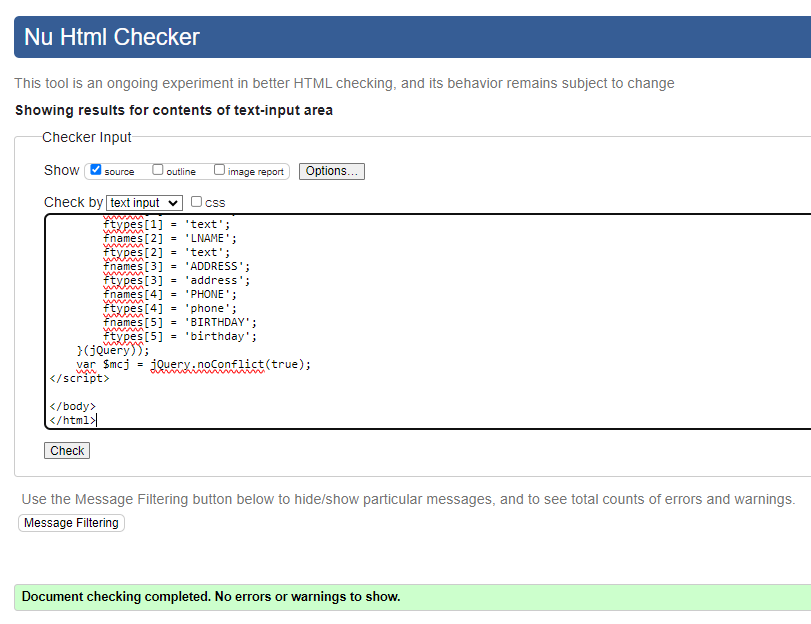 Nu Html Checker
This tool is an ongoing experiment in better HTML checking, and its behavior remains subject to change
Showing results for contents of text-input area
Checker Input
Show source outline image report Options...
Check by text input css
ftypes[1] = 'text';
fnames[2] = 'LNAME';
ftypes[2] = 'text';
fnames[3] = 'ADDRESS';
ftypes[3] = 'address';
fnames[4] = 'PHONE';
ftypes[4] = 'phone';
fnames[5] = 'BIRTHDAY';
ftypes[5] = 'birthday';
}(jQuery));
var $mcj = jQuery.noConflict(true);
</script>
</body>
</html>
Check
Use the Message Filtering button below to hide/show particular messages, and to see total counts of errors and warnings.
Message Filtering
Document checking completed. No errors or warnings to show.